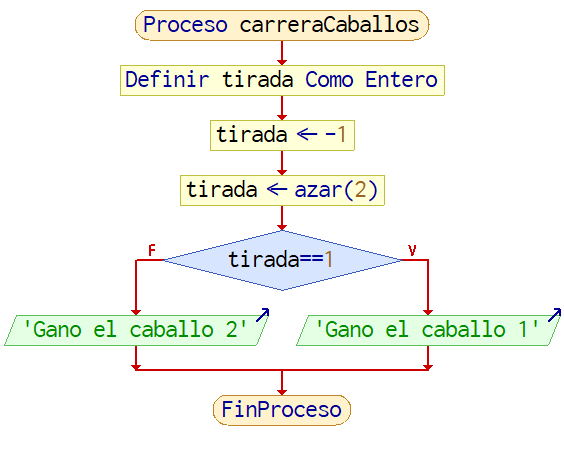 Proceso carreraCaballos
Definir tirada Como Entero
tirada <- -1
tirada <- azar(2)
F
V
tirada==1
'Gano el caballo 2'
'Gano el caballo 1'
FinProceso